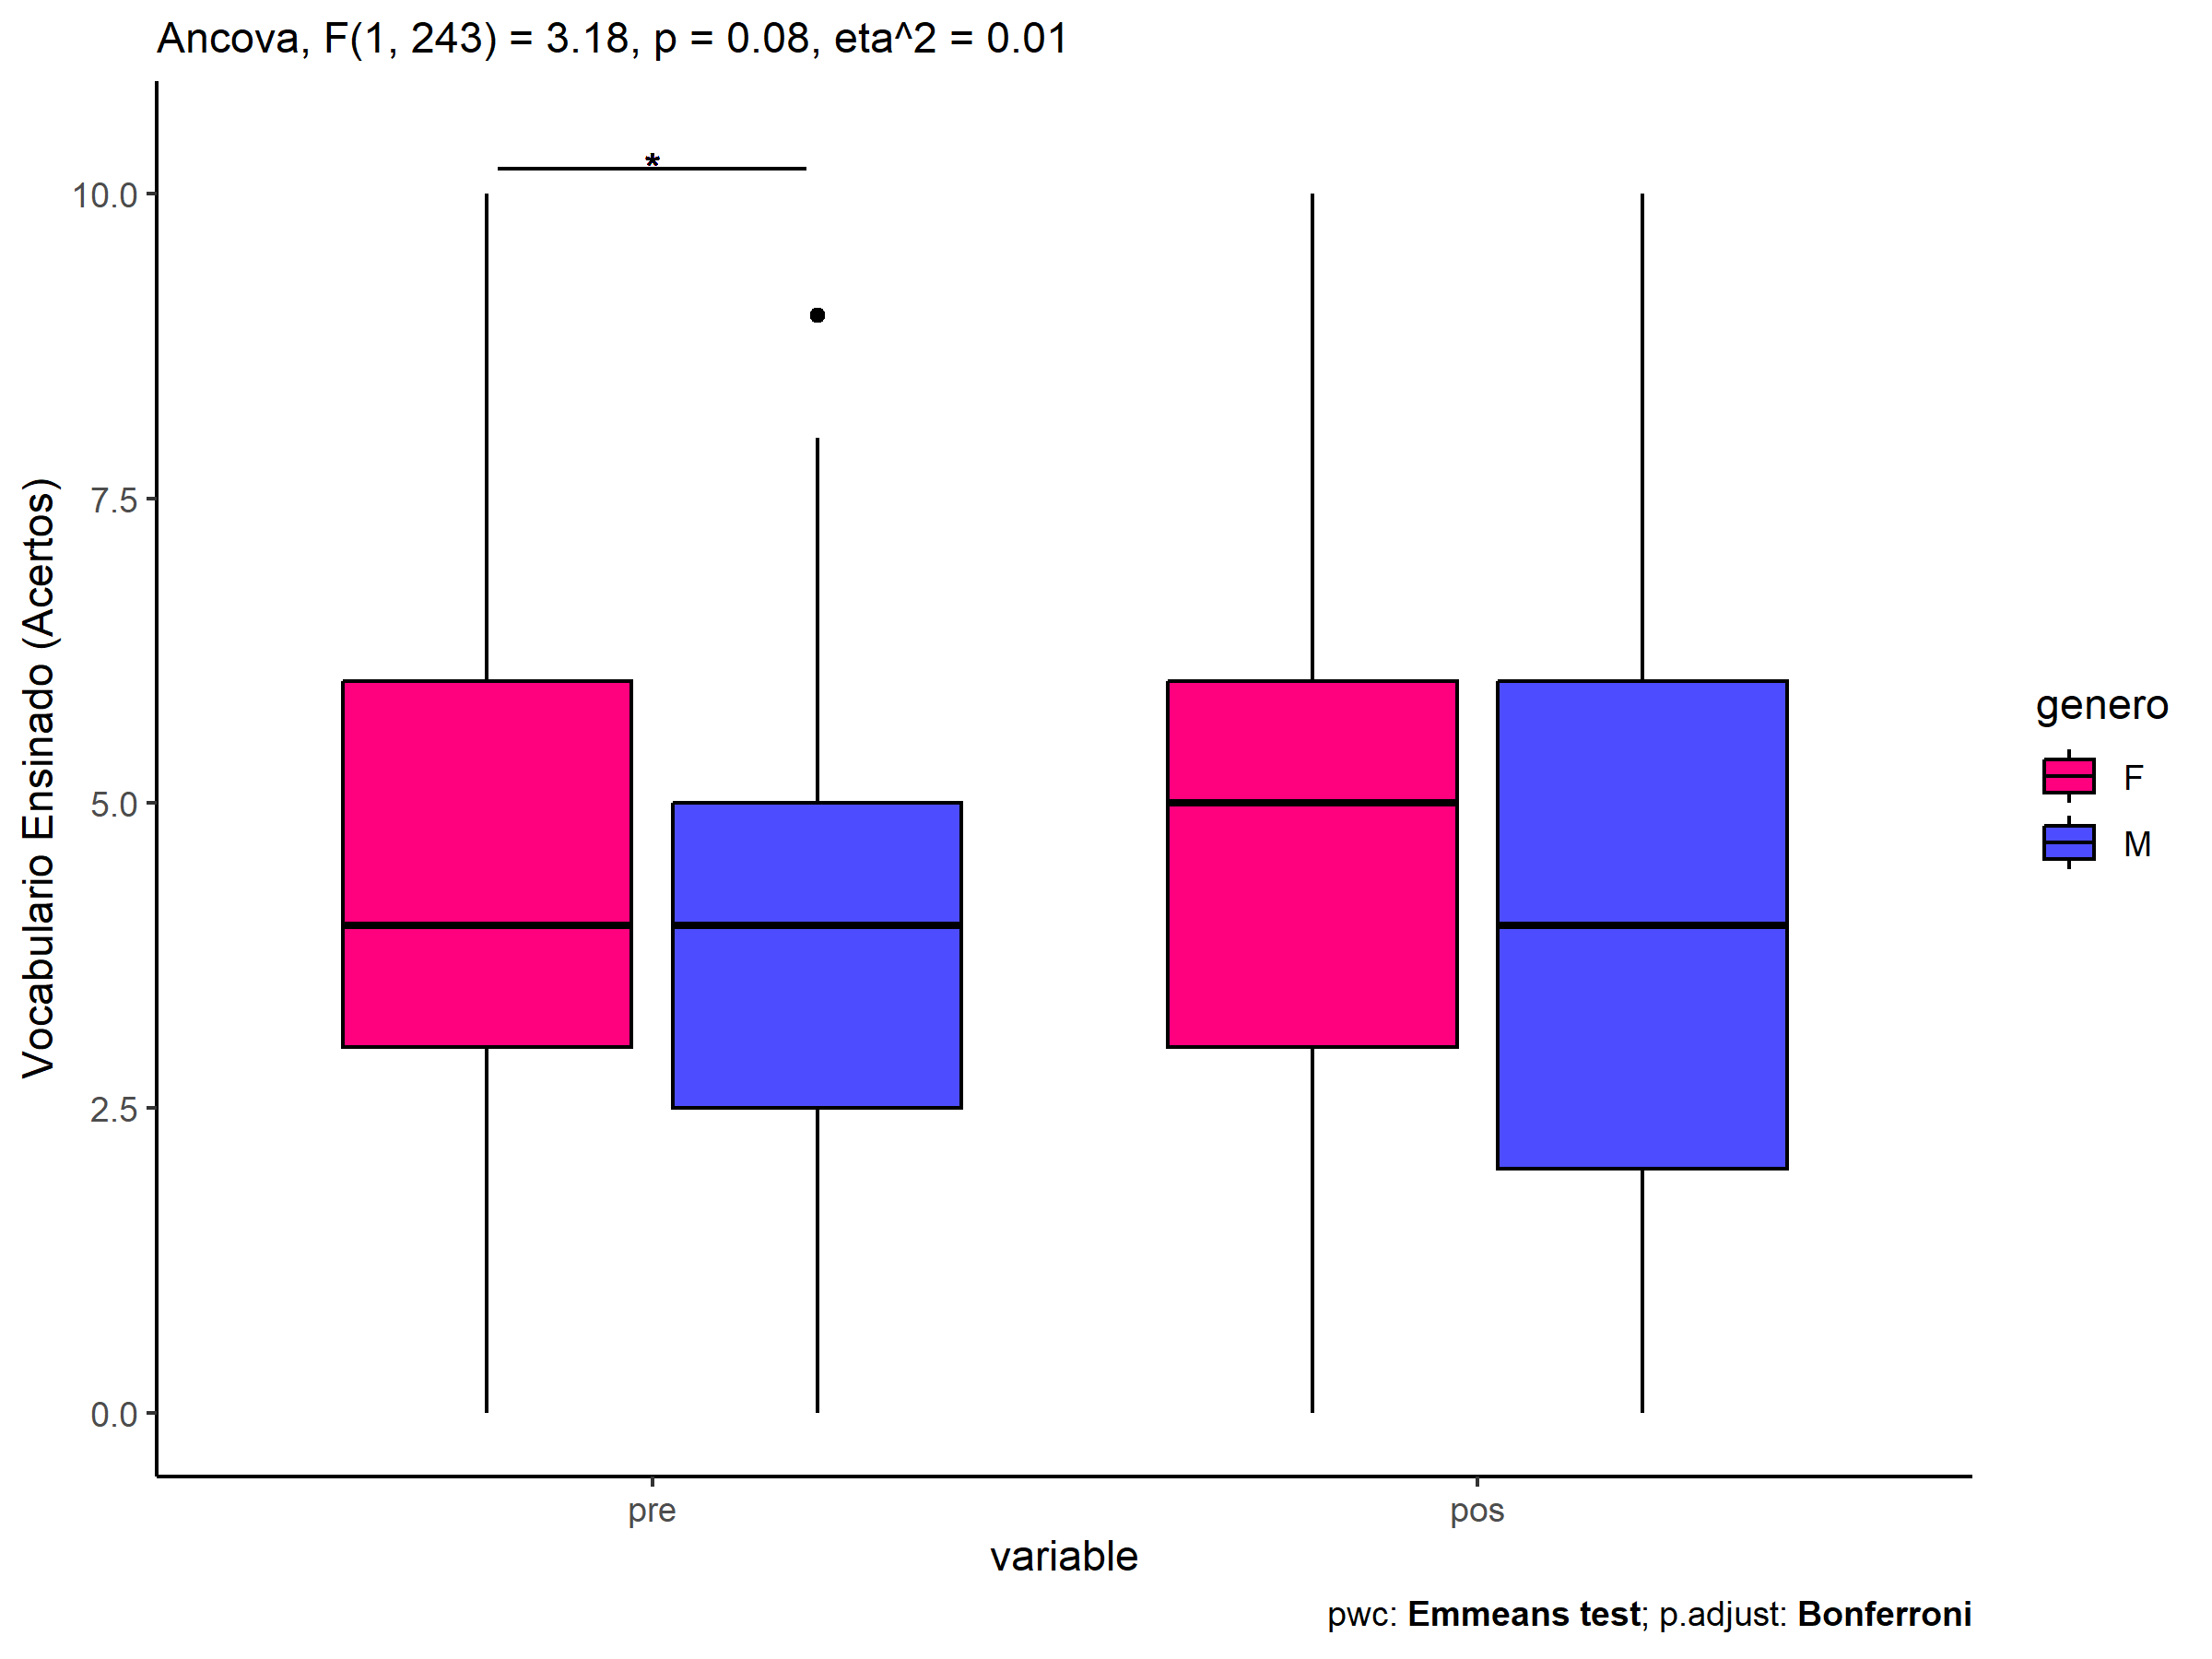 Ancova, F(1, 243) = 3.18, p = 0.08, eta^2 = 0.01
*
10.0
7.5
5.0
2.5
0.0
Vocabulario Ensinado (Acertos)
pre
pos
variable
genero
F
M
pwc: Emmeans test; p.adjust: Bonferroni